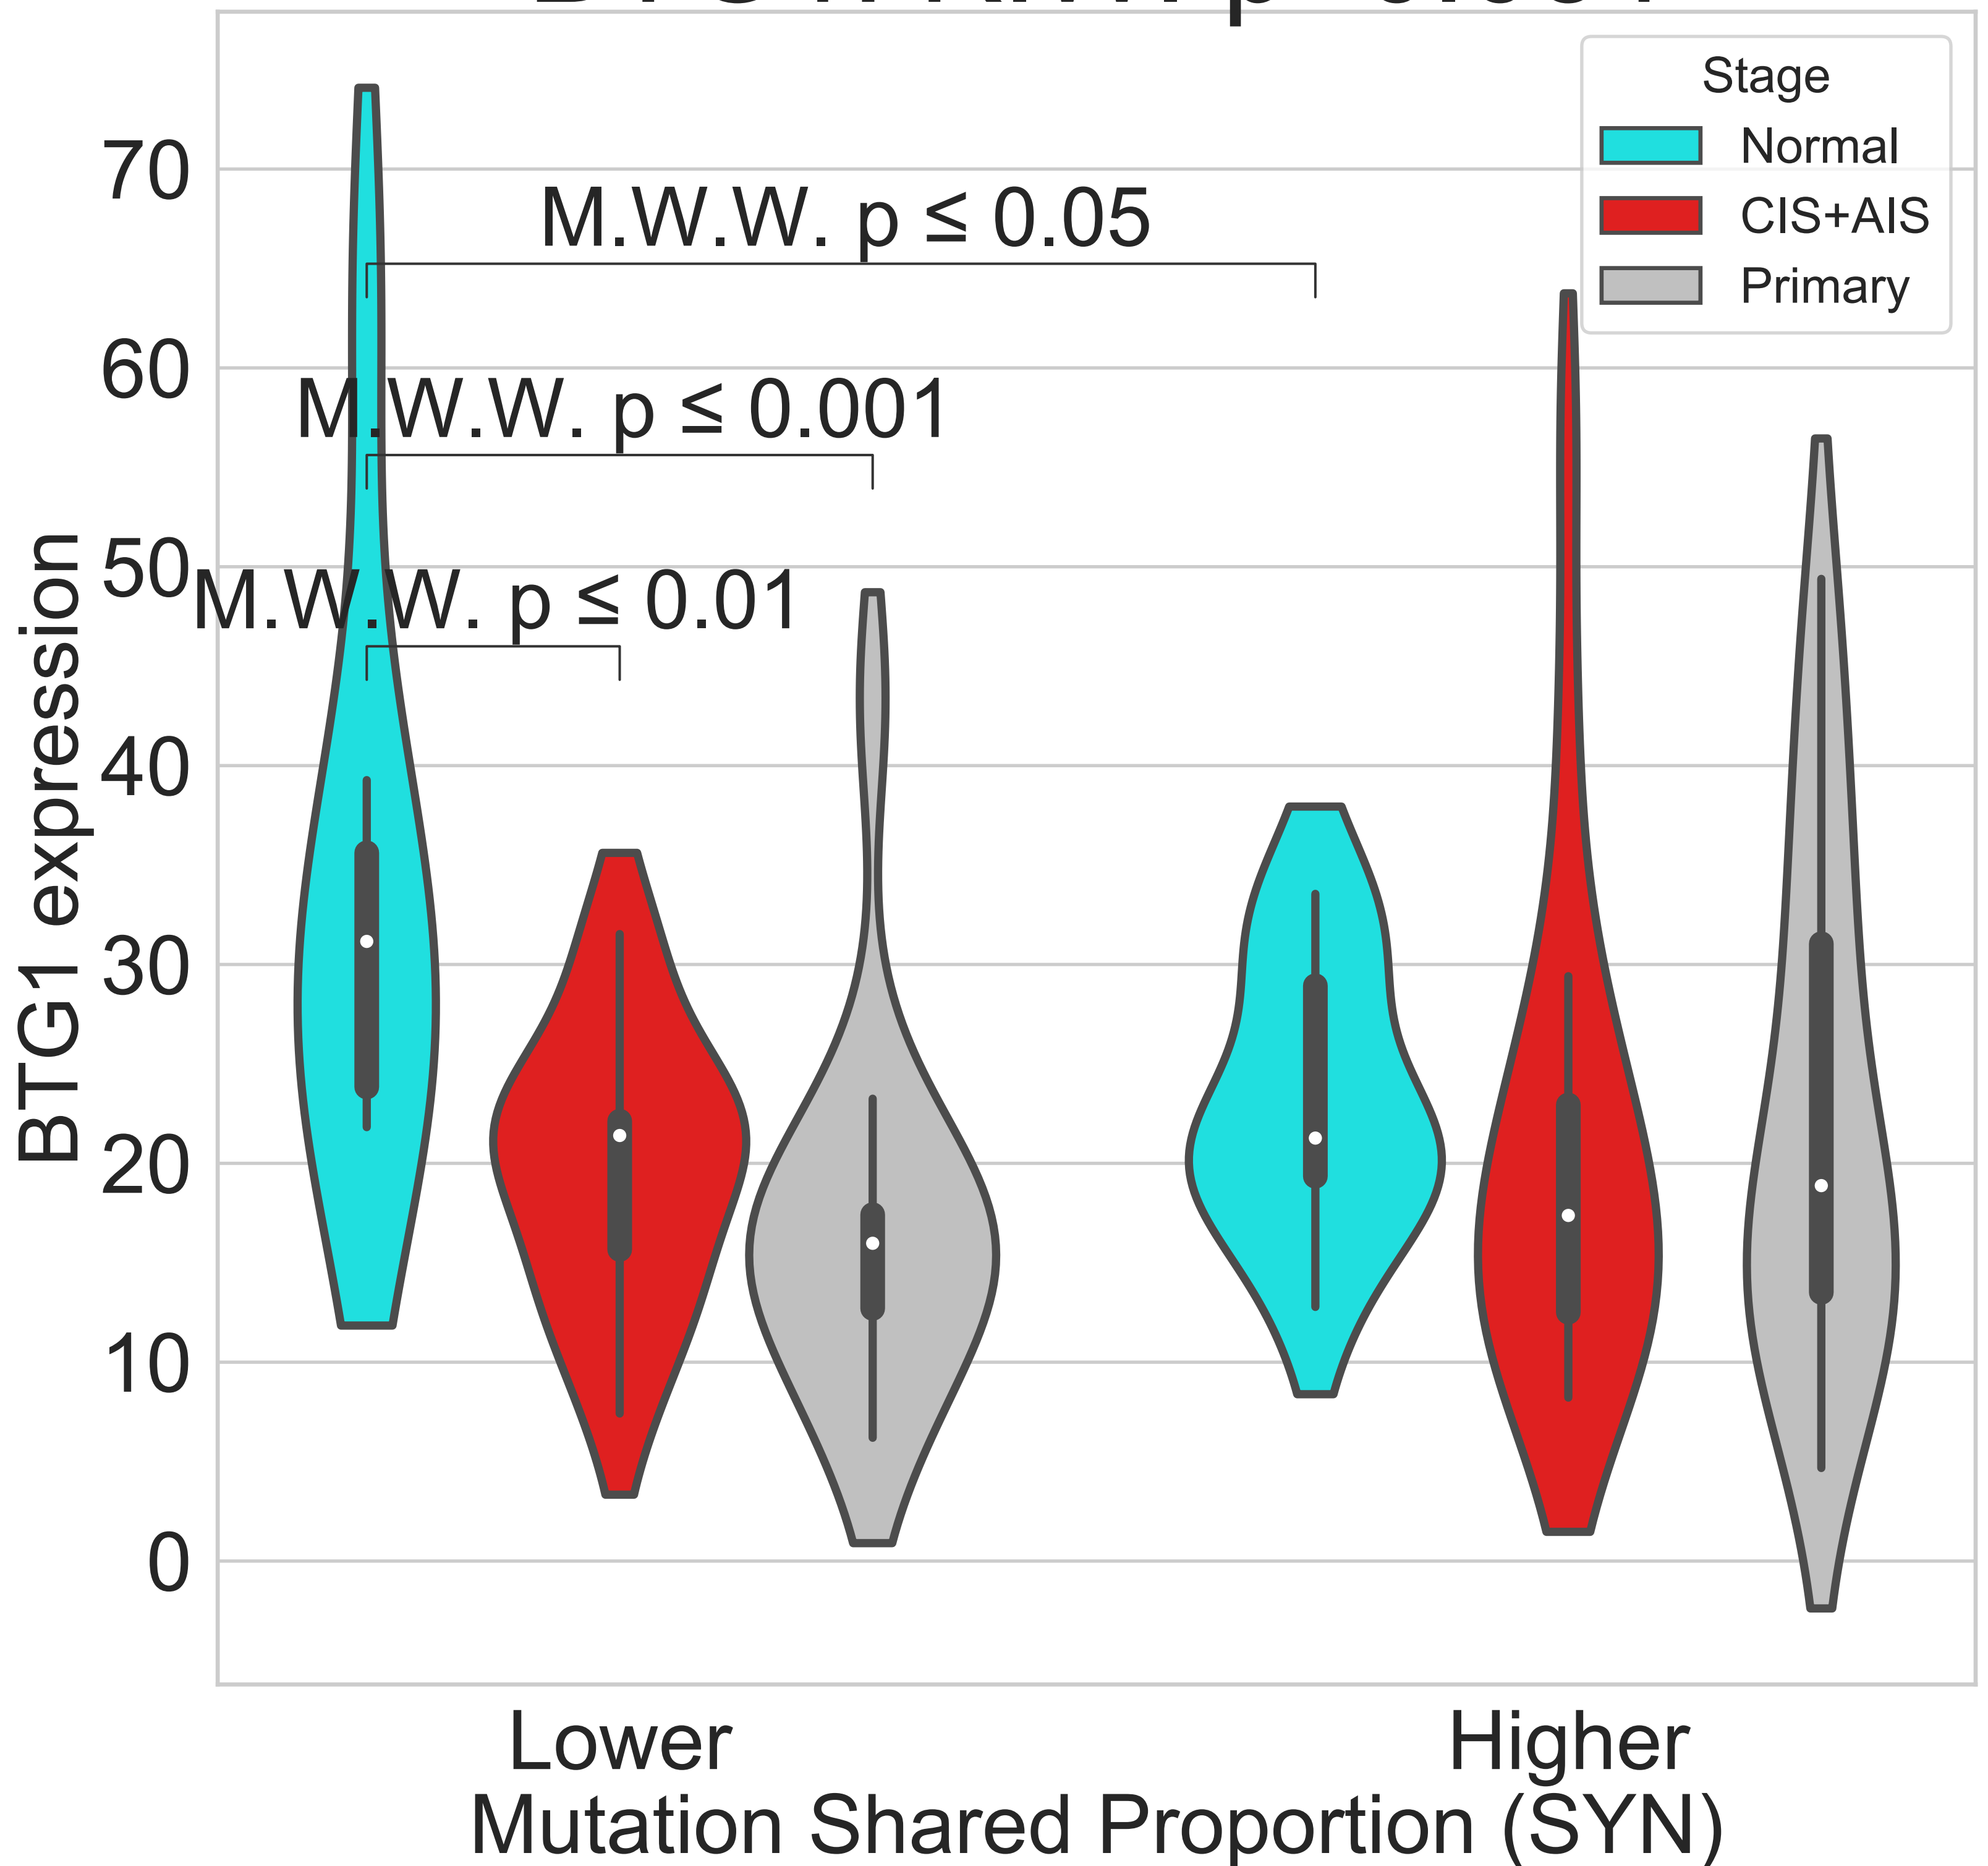 Stage
Normal
CIS+AIS
Primary
M.W.W. p ≤ 0.05
M.W.W. p ≤ 0.001
M.W.W. p ≤ 0.01
BTG1 expression
70
60
50
40
30
20
10
0
Lower
Higher
Mutation Shared Proportion (SYN)